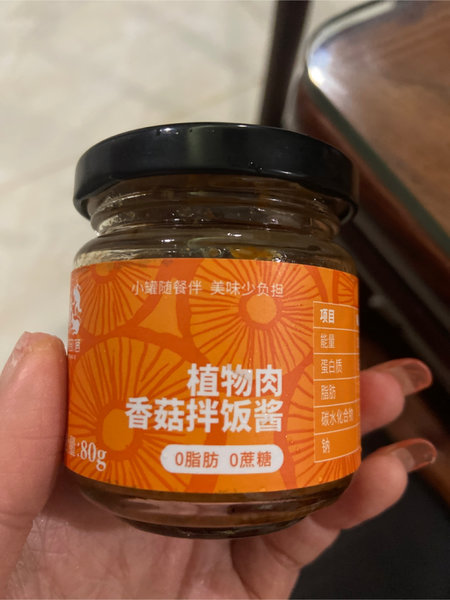 小罐随餐伴 美味少负担
植物肉
香菇拌饭酱
0脂肪 0蔗糖
量:80g
项目
能量
蛋白质
脂肪
碳水化合物
钠